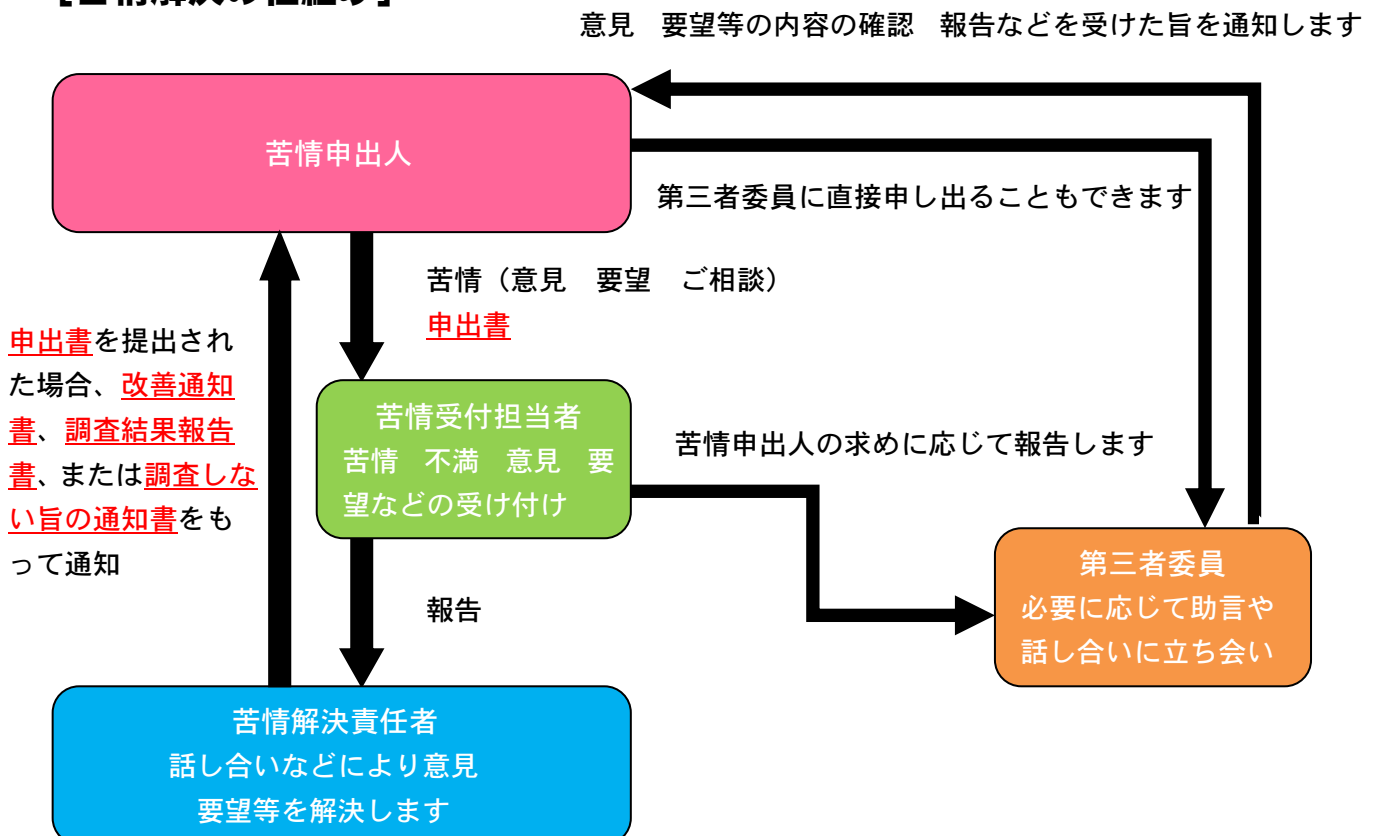 [苦情解決の仕組み]
意見　要望等の内容の確認　報告などを受けた旨を通知します
苦情申出人
第三者委員に直接申し出ることもできます
苦情（意見　要望　ご相談）
申出書
申出書を提出され
た場合、改善通知
書、調査結果報告
書、または調査しな
い旨の通知書をも
って通知
苦情受付担当者
苦情　不満　意見　要
望などの受け付け
苦情申出人の求めに応じて報告します
第三者委員
必要に応じて助言や
話し合いに立ち会い
報告
苦情解決責任者
話し合いなどにより意見
要望等を解決します